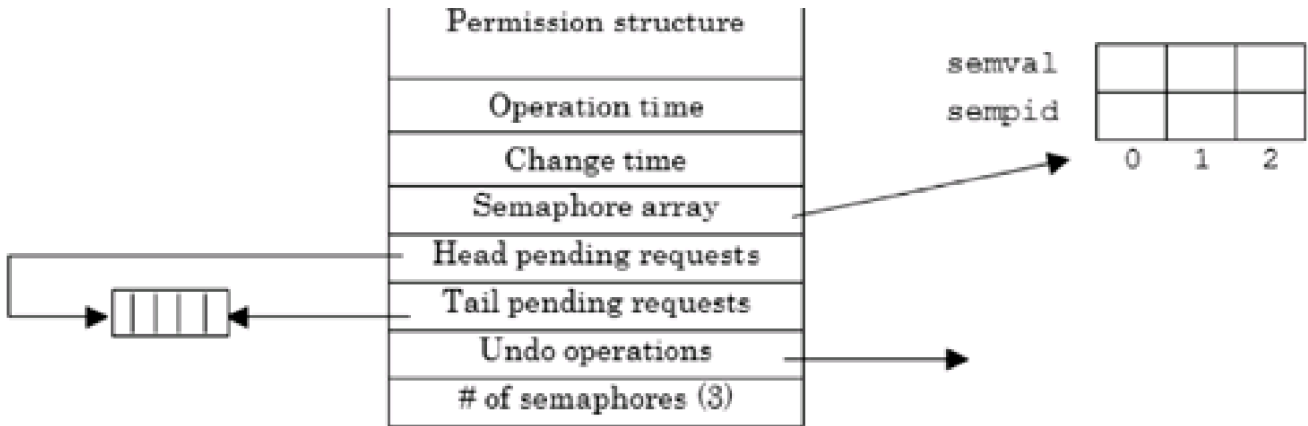 Permission structure
Operation time
Change time
Semaphore array
Head pending requests
Tail pending requests
Undo operations
# of semaphores (3)
semval
sempid
0 1 2